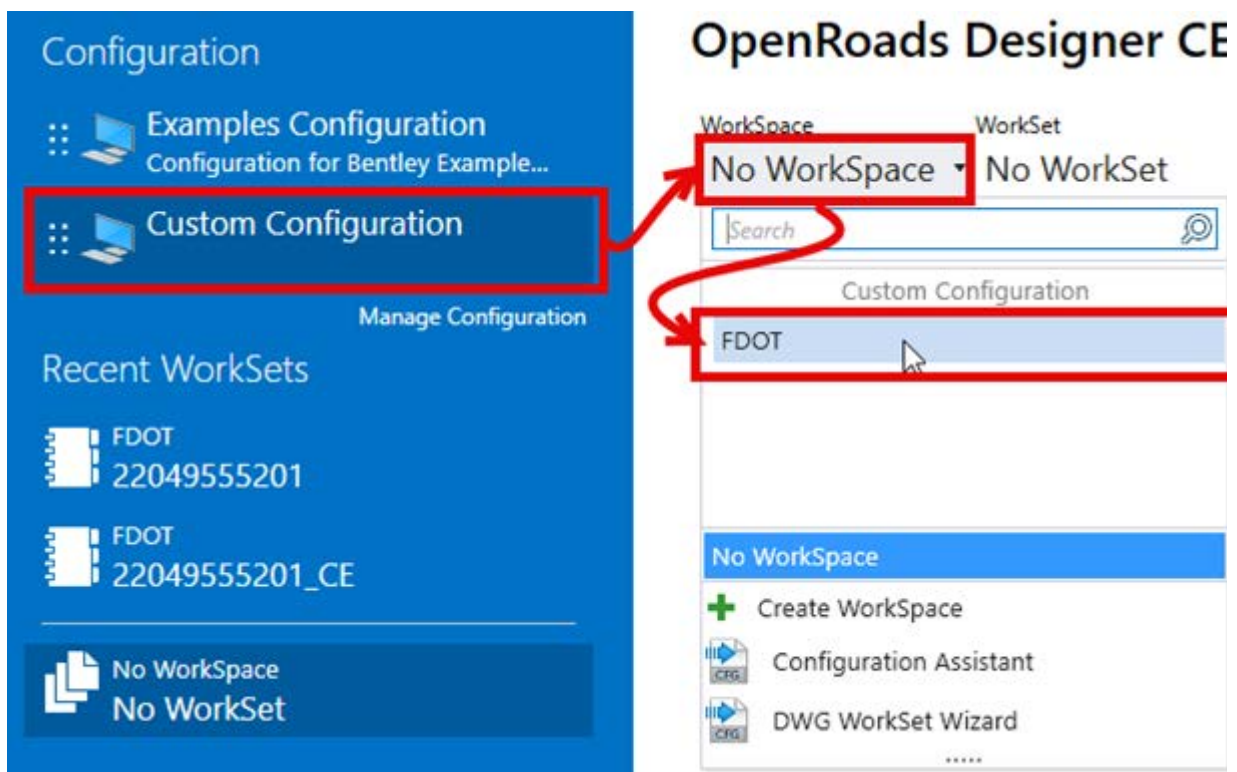 Configuration
Examples Configuration
Configuration for Bentley Example...
Custom Configuration
Manage Configuration
Recent WorkSets
FDOT
22049555201
FDOT
22049555201_CE
No WorkSpace
No WorkSet
OpenRoads Designer CE
WorkSpace WorkSet
No WorkSpace No WorkSet
Search
Custom Configuration
FDOT
No WorkSpace
Create WorkSpace
CFG Configuration Assistant
CFG DWG WorkSet Wizard